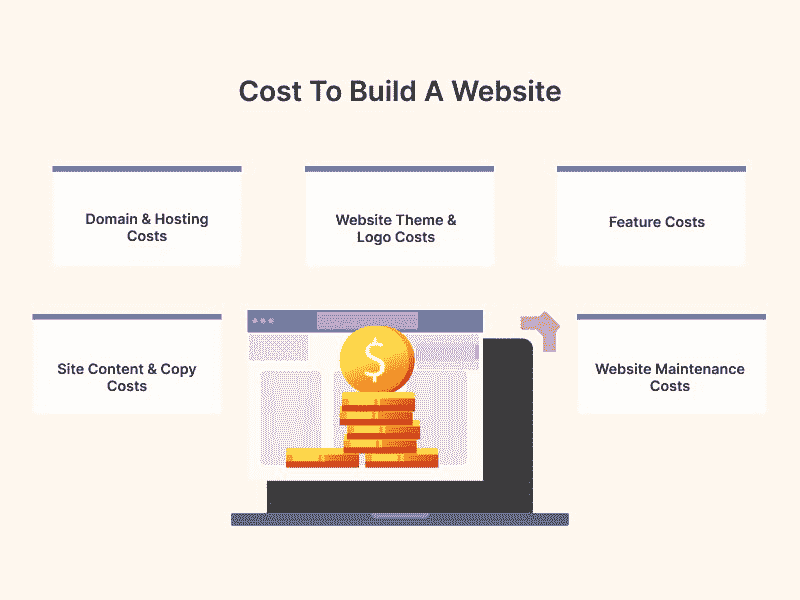 Cost To Build A Website
Domain & Hosting
Costs
Website Theme &
Logo Costs
Feature Costs
Site Content & Copy
Costs
$
Website Maintenance
Costs